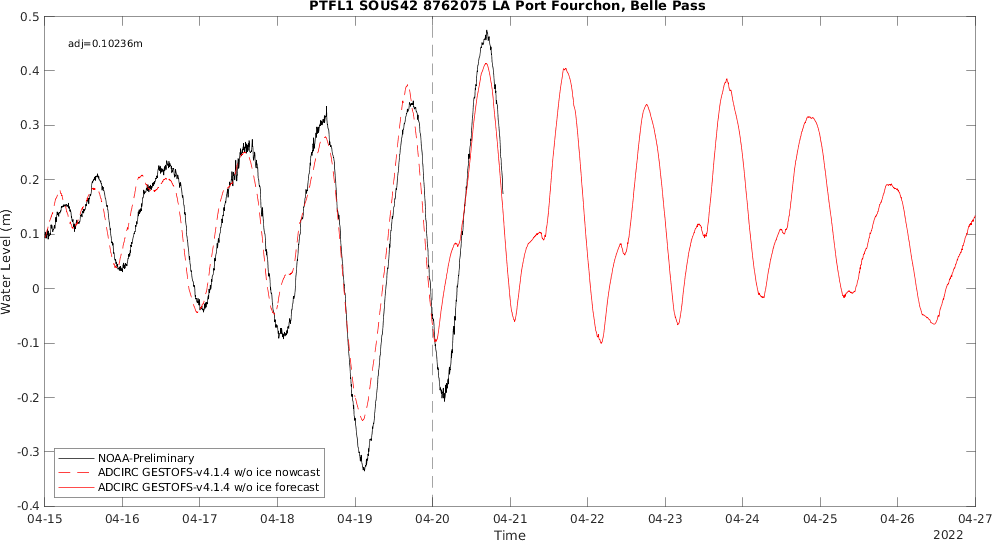 PTFL1 SOUS42 8762075 LA Port Fourchon, Belle Pass
adj=0.10236m
0.5
0.4
0.3
0.2
0.1
0
-0.1
-0.2
-0.3
-0.4
Water Level (m)
NOAA-Preliminary
ADCIRC GESTOFS-v4.1.4 w/o ice nowcast
ADCIRC GESTOFS-v4.1.4 w/o ice forecast
04-15 04-16 04-17 04-18 04-19 04-20 04-21 04-22 04-23 04-24 04-25 04-26 04-27
Time
2022